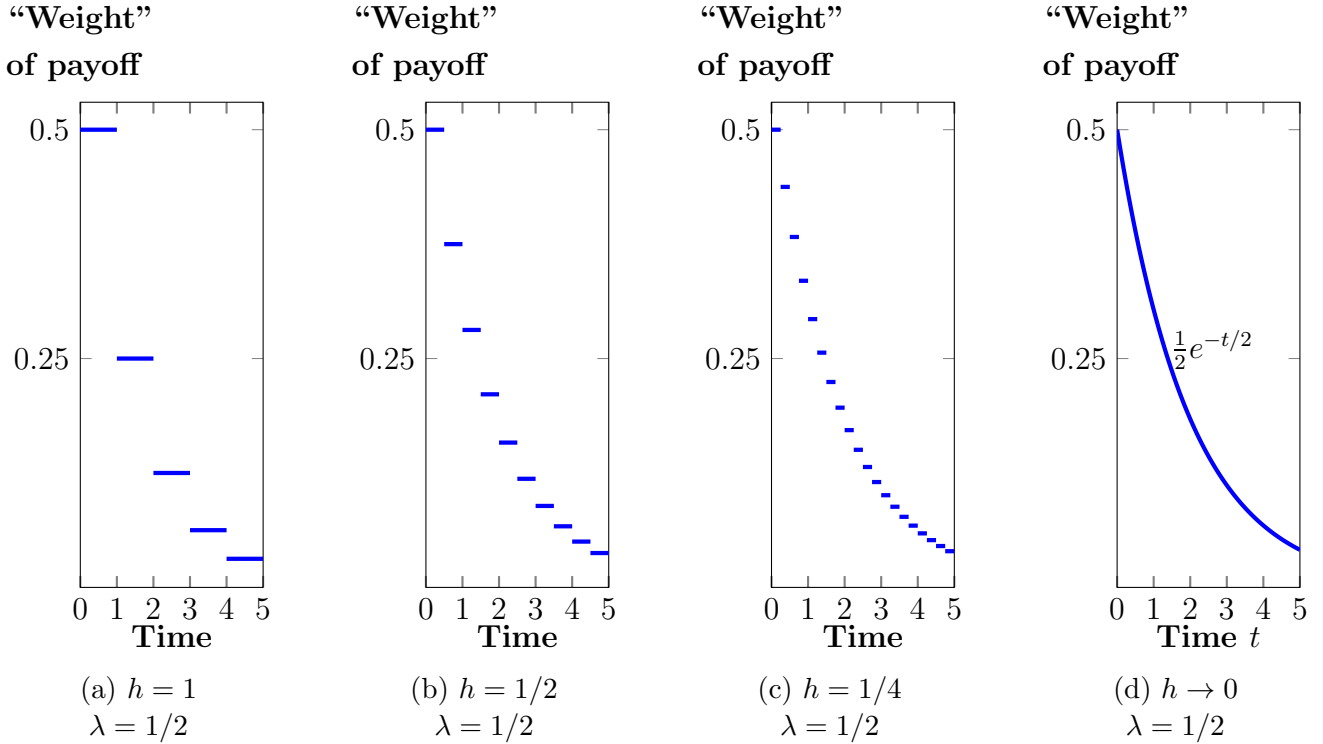 “Weight”
of payoff
0.5
0.25
0 1 2 3 4 5
Time
(a) h = 1
λ = 1/2
“Weight”
of payoff
0.5
0.25
0 1 2 3 4 5
Time
(b) h = 1/2
λ = 1/2
“Weight”
of payoff
0.5
0.25
0 1 2 3 4 5
Time
(c) h = 1/4
λ = 1/2
“Weight”
of payoff
0.5
0.25
½e^{−t/2}
0 1 2 3 4 5
Time t
(d) h → 0
λ = 1/2